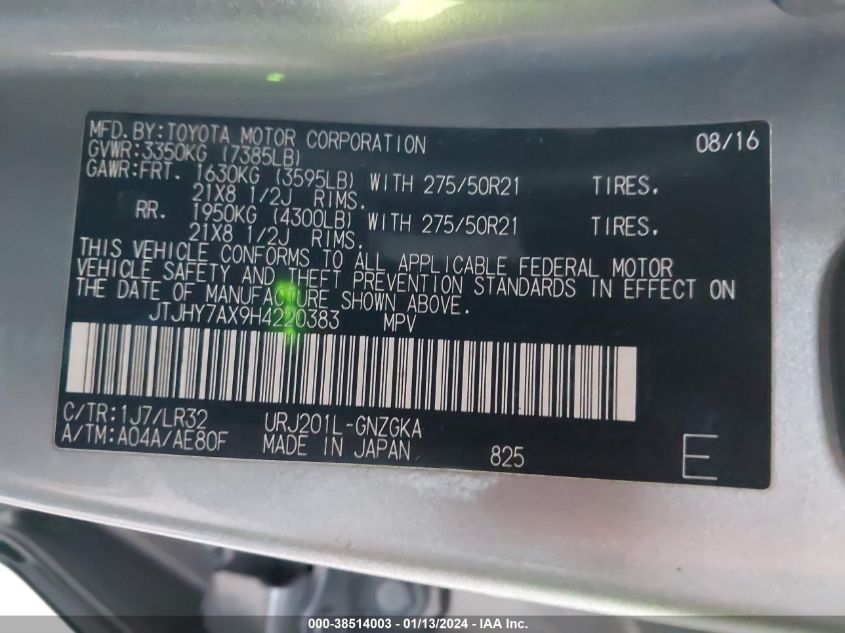 MFD.BY:TOYOTA MOTOR CORPORATION 08/16
GVWR:3350KG (7385LB)
GAWR:FRT. 1630KG (3595LB) WITH 275/50R21 TIRES.
21X8 1/2J RIMS.
RR. 1950KG (4300LB) WITH 275/50R21 TIRES.
21X8 1/2J RIMS.
THIS VEHICLE CONFORMS TO ALL APPLICABLE FEDERAL MOTOR
VEHICLE SAFETY AND THEFT PREVENTION STANDARDS IN EFFECT ON
THE DATE OF MANUFACTURE SHOWN ABOVE.
JTJHY7AX9H4220383 MPV
C/TR:1J7/LR32 URJ201L-GNZGKA
A/TM:A04A/AE80F MADE IN JAPAN 825 E
000-38514003 - 01/13/2024 - IAA Inc.